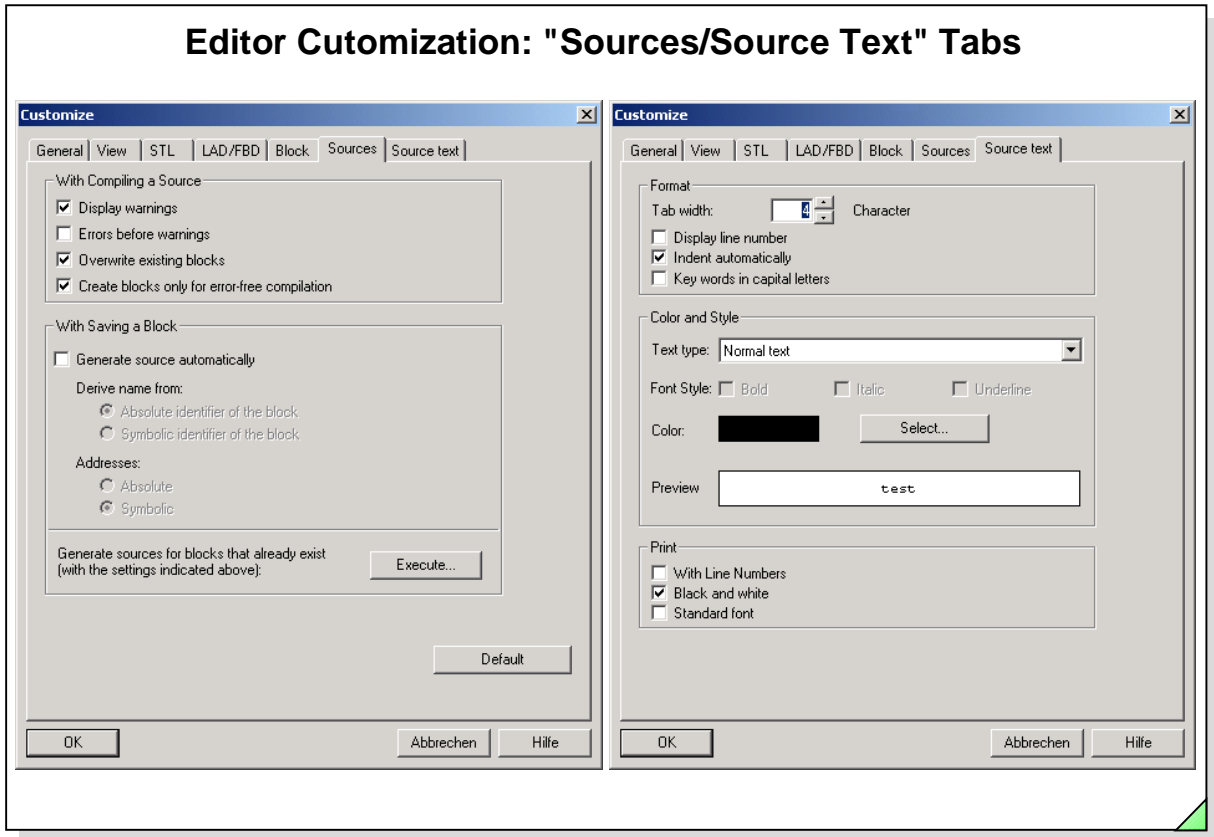 Editor Cutomization: "Sources/Source Text" Tabs
Customize
General View STL LAD/FBD Block Sources Source text
With Compiling a Source
Display warnings
Errors before warnings
Overwrite existing blocks
Create blocks only for error-free compilation
With Saving a Block
Generate source automatically
Derive name from:
Absolute identifier of the block
Symbolic identifier of the block
Addresses:
Absolute
Symbolic
Generate sources for blocks that already exist
(with the settings indicated above):
Execute...
Default
OK Abbrechen Hilfe
Customize
General View STL LAD/FBD Block Sources Source text
Format
Tab width: 4 Character
Display line number
Indent automatically
Key words in capital letters
Color and Style
Text type: Normal text
Font Style: Bold Italic Underline
Color: Select...
Preview test
Print
With Line Numbers
Black and white
Standard font
OK Abbrechen Hilfe